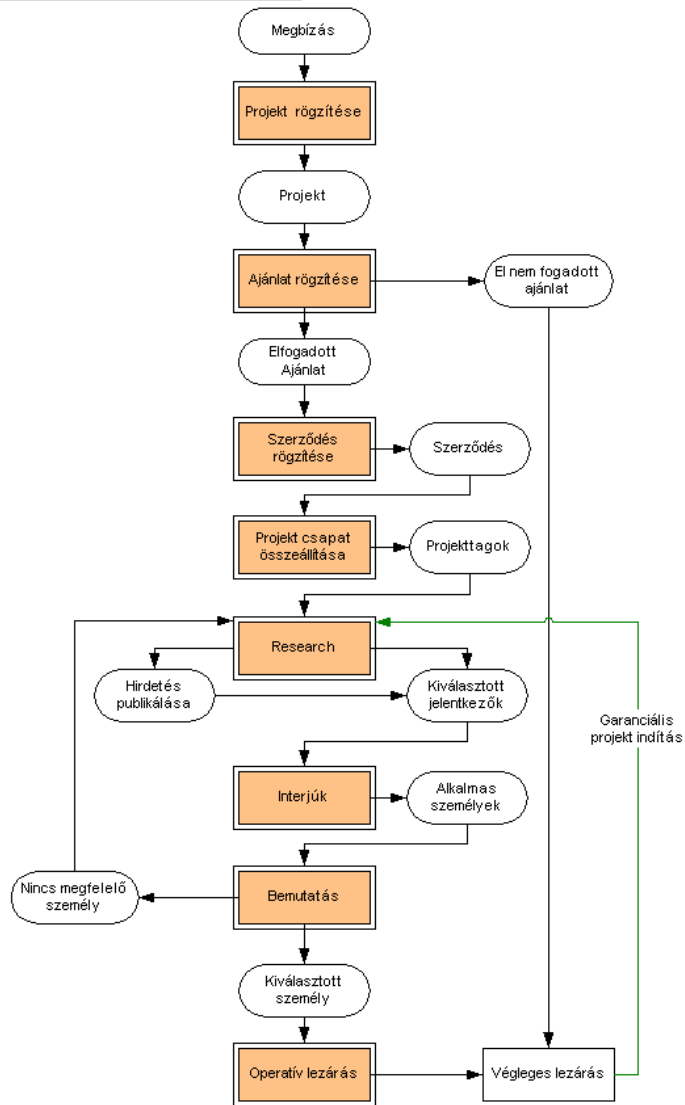 Megbízás
Projekt rögzítése
Projekt
Ajánlat rögzítése
El nem fogadott
ajánlat
Elfogadott
Ajánlat
Szerződés
rögzítése
Szerződés
Projekt csapat
összeállítása
Projekttagok
Research
Hirdetés
publikálása
Kiválasztott
jelentkezők
Garanciális
projekt indítás
Interjúk
Alkalmas
személyek
Nincs megfelelő
személy
Bemutatás
Kiválasztott
személy
Operatív lezárás
Végleges lezárás